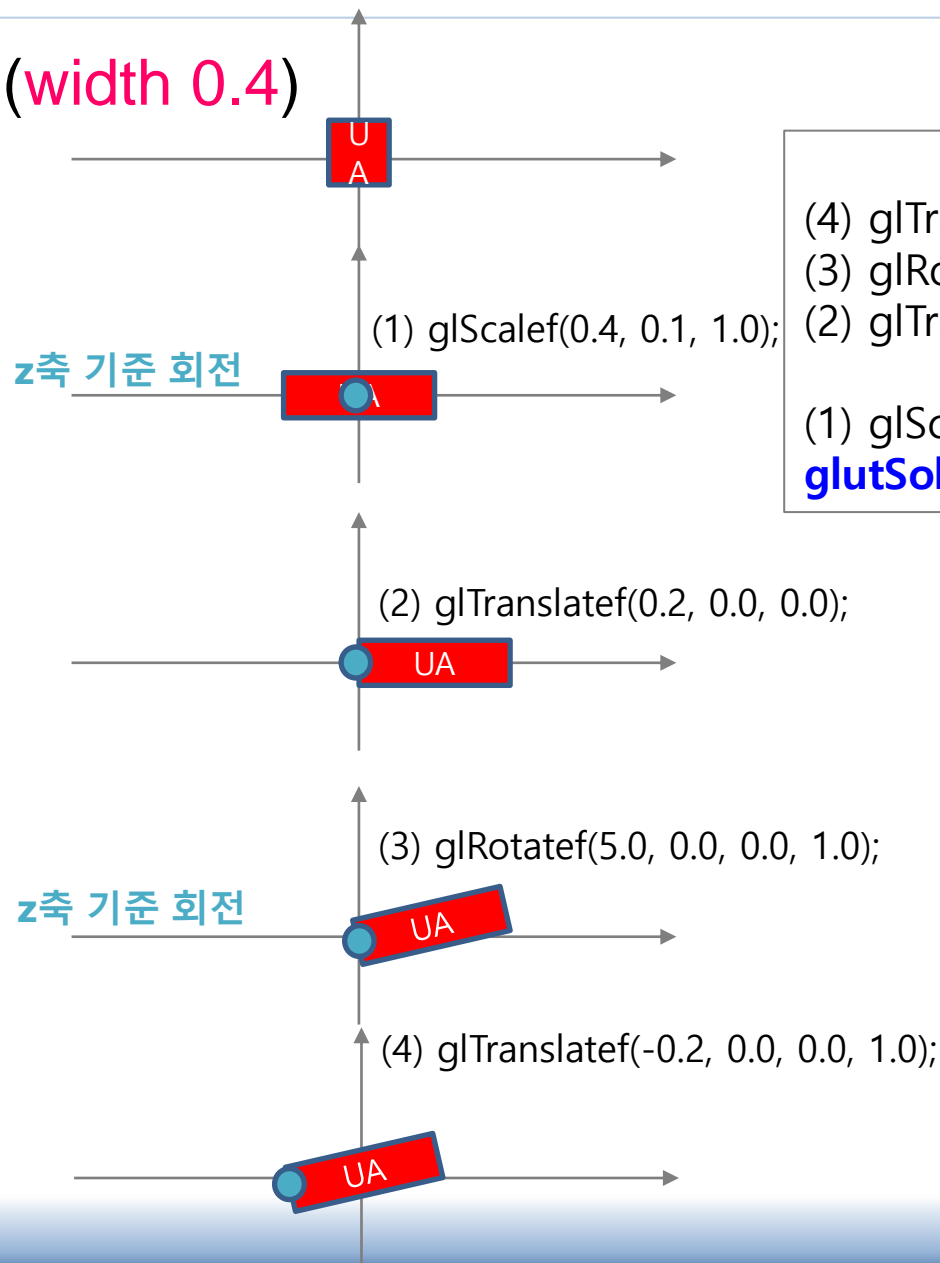 (width 0.4)
U
A
(1) glScalef(0.4, 0.1, 1.0);
z축 기준 회전
(2) glTranslatef(0.2, 0.0, 0.0);
UA
(3) glRotatef(5.0, 0.0, 0.0, 1.0);
z축 기준 회전
UA
(4) glTranslatef(-0.2, 0.0, 0.0, 1.0);
UA
(4) glTr
(3) glRo
(2) glTr
(1) glSc
glutSol